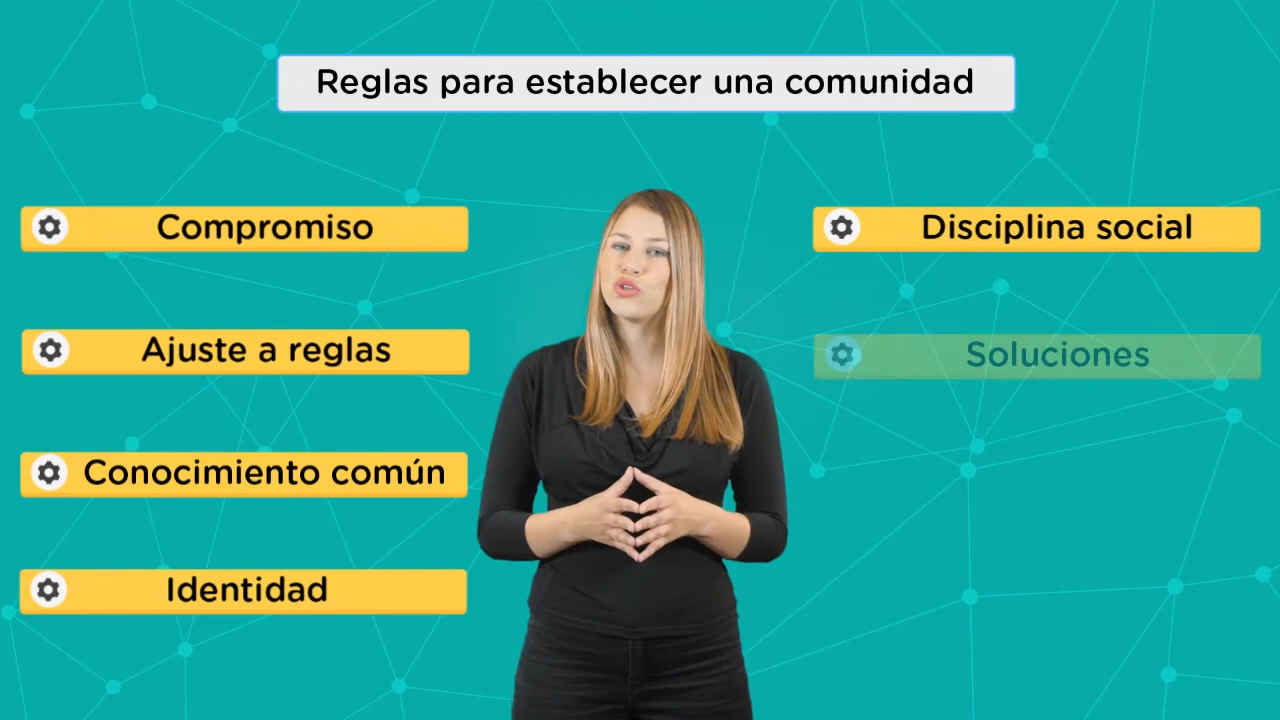 Reglas para establecer una comunidad
Compromiso
Ajuste a reglas
Conocimiento común
Identidad
Disciplina social
Soluciones